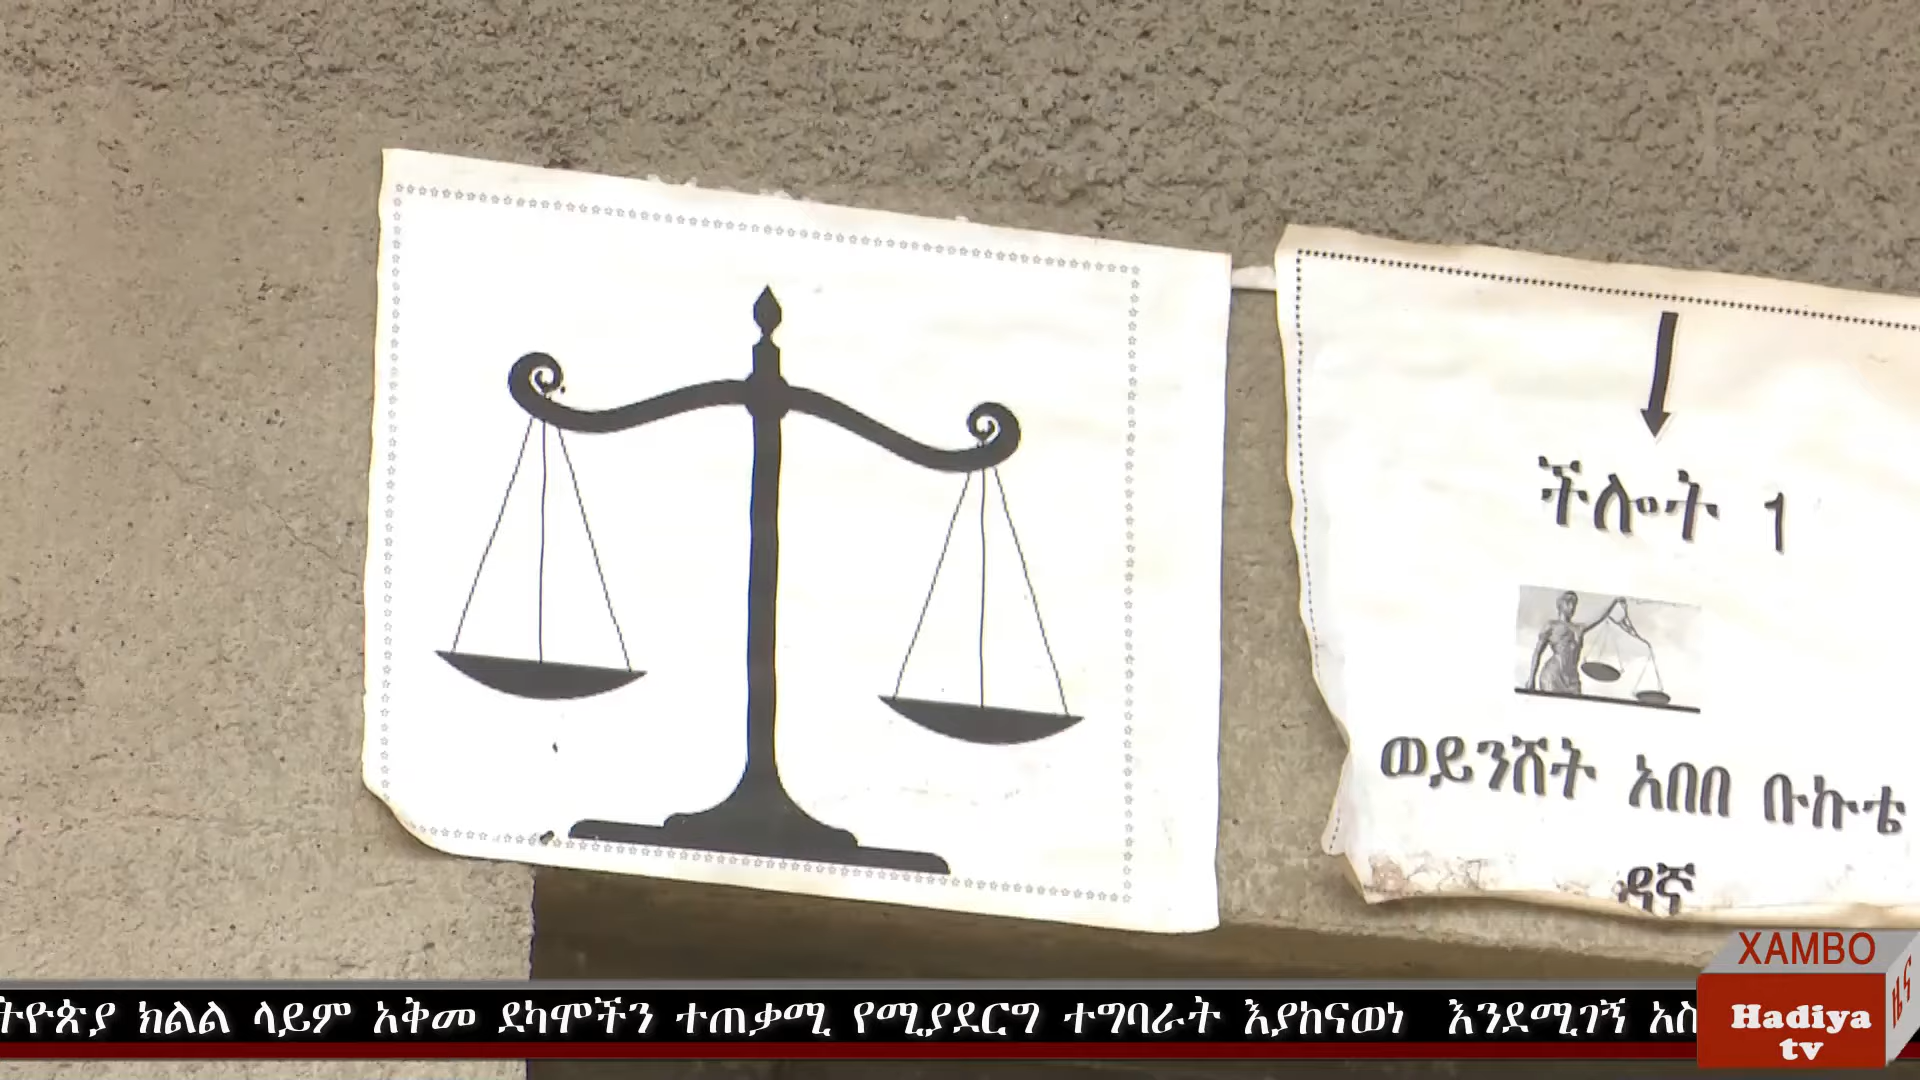 ችሎት 1
ወይንሸት አበበ ቡኩቴ
ዳኛ
XAMBO
ዜና
Hadiya
tv
ትዮጵያ ክልል ላይም አቅመ ደካሞችን ተጠቃሚ የሚያደርግ ተግባራት እያከናወነ እንደሚገኝ አስ